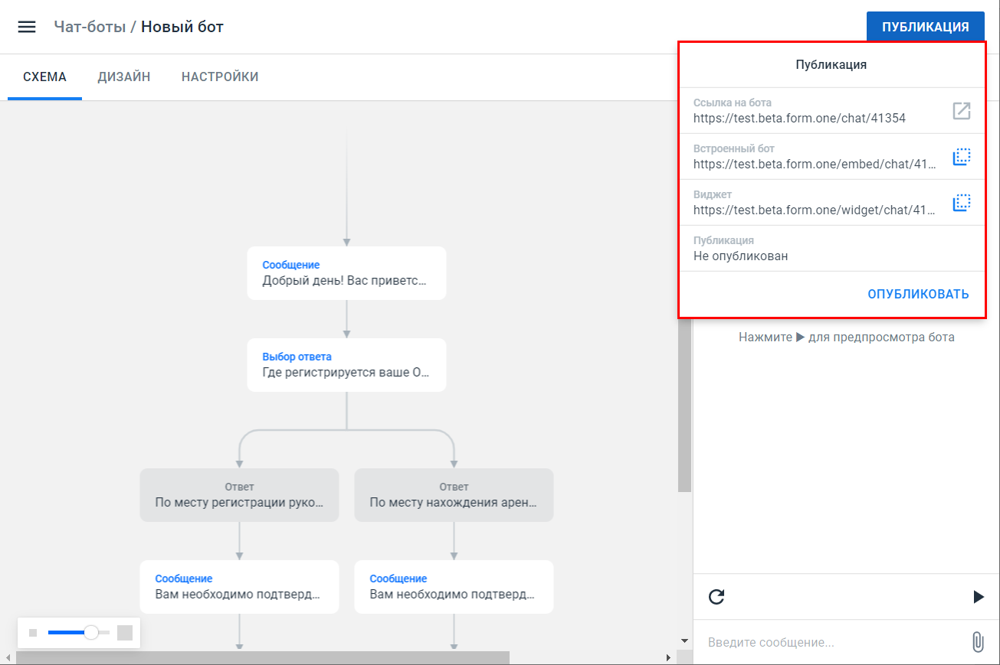 Чат-боты / Новый бот
ПУБЛИКАЦИЯ
СХЕМА
ДИЗАЙН
НАСТРОЙКИ
Публикация
Ссылка на бота
https://test.beta.form.one/chat/41354
Встроенный бот
https://test.beta.form.one/embed/chat/41...
Виджет
https://test.beta.form.one/widget/chat/41...
Публикация
Не опубликован
ОПУБЛИКОВАТЬ
Сообщение
Добрый день! Вас приветс...
Выбор ответа
Где регистрируется ваше О...
Ответ
По месту регистрации руко...
Ответ
По месту нахождения арен...
Сообщение
Вам необходимо подтверд...
Сообщение
Вам необходимо подтверд...
Нажмите ▶ для предпросмотра бота
Введите сообщение...